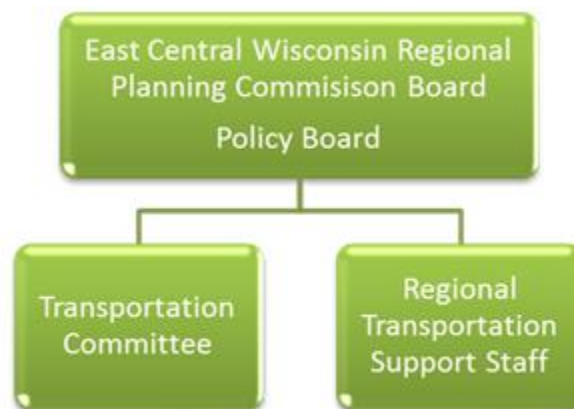 East Central Wisconsin Regional
Planning Commisison Board
Policy Board
Transportation
Committee
Regional
Transportation
Support Staff